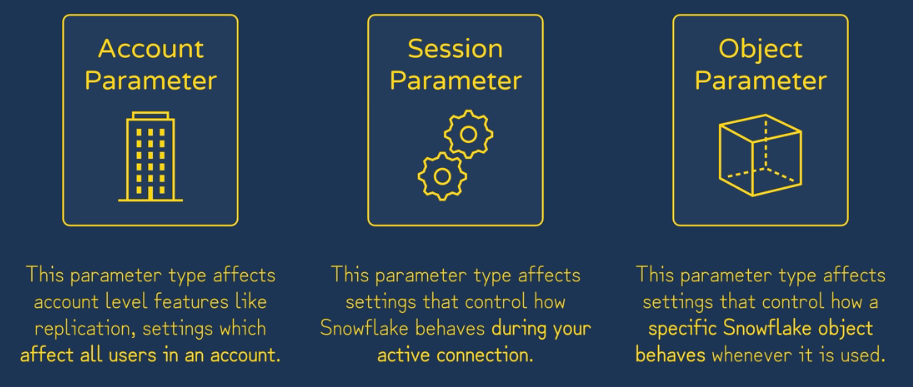 Account
Parameter
This parameter type affects
account level features like
replication, settings which
affect all users in an account.
Session
Parameter
This parameter type affects
settings that control how
Snowflake behaves during your
active connection.
Object
Parameter
This parameter type affects
settings that control how a
specific Snowflake object
behaves whenever it is used.